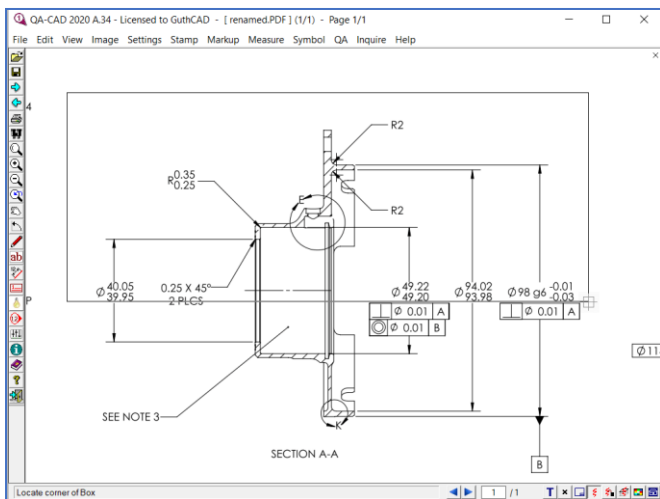 QA-CAD 2020 A.34 - Licensed to GuthCAD - [ renamed.PDF ] (1/1) - Page 1/1
File Edit View Image Settings Stamp Markup Measure Symbol QA Inquire Help
4
R2
R 0.35
0.25
E
R2
Ø 40.05
39.95
0.25 X 45°
2 PLCS
Ø 49.22
49.20
Ø 94.02
93.98
Ø 98 g6 -0.01
-0.03
P
⊥ Ø 0.01 A
⊥ Ø 0.01 A
◎ Ø 0.01 B
Ø 11
SEE NOTE 3
K
SECTION A-A
B
Locate corner of Box
1 / 1